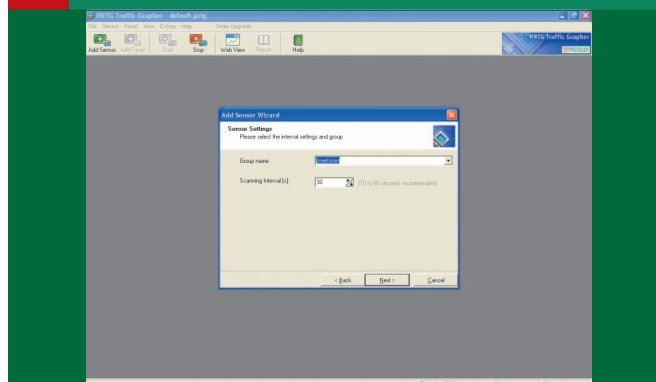 PRTG Traffic Grapher default.prtg
File Sensor Panel View Extras Help Order Upgrade
Add Sensor Add Panel Start Stop Web View Report Help
PRTG Traffic Grapher
PAESSLER
Add Sensor Wizard
Sensor Settings
Please select the interval settings and group
Group name:
Scanning Interval [s]: 30 (10 to 60 seconds recommended)
< Back Next > Cancel